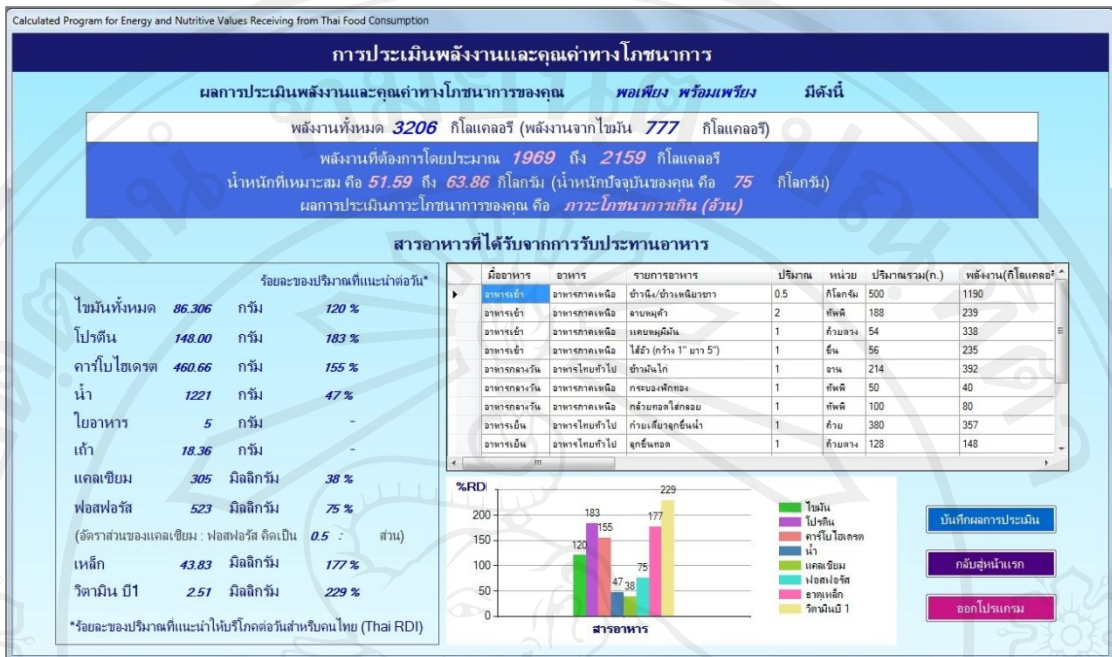 Calculated Program for Energy and Nutritive Values Receiving from Thai Food Consumption
การประเมินพลังงานและคุณค่าทางโภชนาการ
ผลการประเมินพลังงานและคุณค่าทางโภชนาการของคุณ พอเพียง พร้อมเพรียง มีดังนี้
พลังงานทั้งหมด 3206 กิโลแคลอรี (พลังงานจากไขมัน 777 กิโลแคลอรี)
พลังงานที่ต้องการโดยประมาณ 1969 ถึง 2159 กิโลแคลอรี
น้ำหนักที่เหมาะสม คือ 51.59 ถึง 63.86 กิโลกรัม (น้ำหนักปัจจุบันของคุณ คือ 75 กิโลกรัม)
ผลการประเมินภาวะโภชนาการของคุณ คือ ภาวะโภชนาการเกิน (อ้วน)
สารอาหารที่ได้รับจากการรับประทานอาหาร
ร้อยละของปริมาณที่แนะนำต่อวัน*
ไขมันทั้งหมด 86.306 กรัม 120 %
โปรตีน 148.00 กรัม 183 %
คาร์โบไฮเดรต 460.66 กรัม 155 %
น้ำ 1221 กรัม 47 %
ใยอาหาร 5 กรัม -
เถ้า 18.36 กรัม -
แคลเซียม 305 มิลลิกรัม 38 %
ฟอสฟอรัส 523 มิลลิกรัม 75 %
(อัตราส่วนของแคลเซียม : ฟอสฟอรัส คิดเป็น 0.5 : ส่วน)
เหล็ก 43.83 มิลลิกรัม 177 %
วิตามิน บี1 2.51 มิลลิกรัม 229 %
*ร้อยละของปริมาณที่แนะนำให้บริโภคต่อวันสำหรับคนไทย (Thai RDI)
มื้ออาหาร อาหาร รายการอาหาร ปริมาณ หน่วย ปริมาณรวม(ก.) พลังงาน(กิโลแคลอรี
อาหารเช้า อาหารภาคเหนือ ข้าวนึ่ง/ข้าวเหนียวขาว 0.5 กิโลกรัม 500 1190
อาหารเช้า อาหารภาคเหนือ ลาบหมูคั่ว 2 ทัพพี 188 239
อาหารเช้า อาหารภาคเหนือ แคบหมูมีมัน 1 ถ้วยตวง 54 338
อาหารเช้า อาหารภาคเหนือ ไส้อั่ว (กว้าง 1" ยาว 5") 1 ชิ้น 56 235
อาหารกลางวัน อาหารไทยทั่วไป ข้าวมันไก่ 1 จาน 214 392
อาหารกลางวัน อาหารภาคเหนือ กระบองฟักทอง 1 ทัพพี 50 40
อาหารกลางวัน อาหารภาคเหนือ กล้วยทอดใส่กลอย 1 ทัพพี 100 80
อาหารเย็น อาหารไทยทั่วไป ก๋วยเตี๋ยวลูกชิ้นน้ำ 1 ถ้วย 380 357
อาหารเย็น อาหารไทยทั่วไป ลูกชิ้นทอด 1 ถ้วยตวง 128 148
%RDI
200
150
100
50
0
120 183 155 47 38 75 177 229
สารอาหาร
ไขมัน
โปรตีน
คาร์โบไฮเดรต
น้ำ
แคลเซียม
ฟอสฟอรัส
ธาตุเหล็ก
วิตามินบี 1
บันทึกผลการประเมิน
กลับสู่หน้าแรก
ออกโปรแกรม